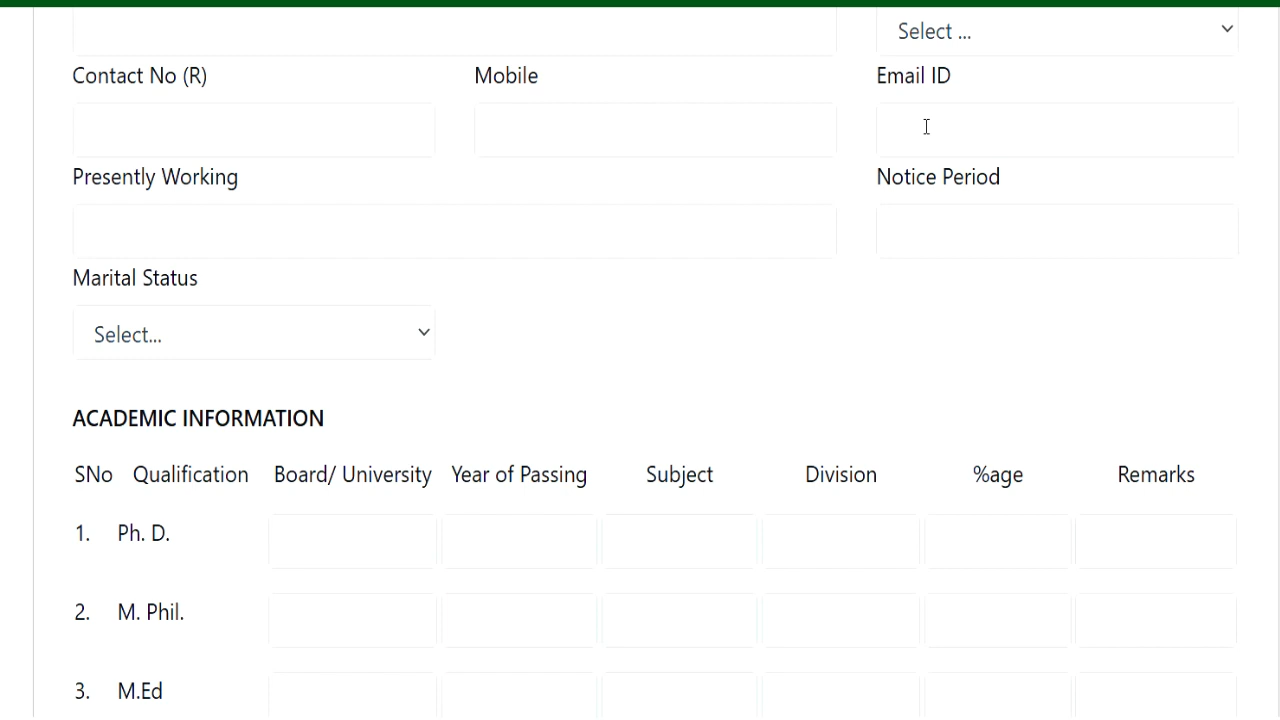 Select ...
Contact No (R) Mobile Email ID
Presently Working Notice Period
Marital Status
Select...
ACADEMIC INFORMATION
SNo Qualification Board/ University Year of Passing Subject Division %age Remarks
1. Ph. D.
2. M. Phil.
3. M.Ed